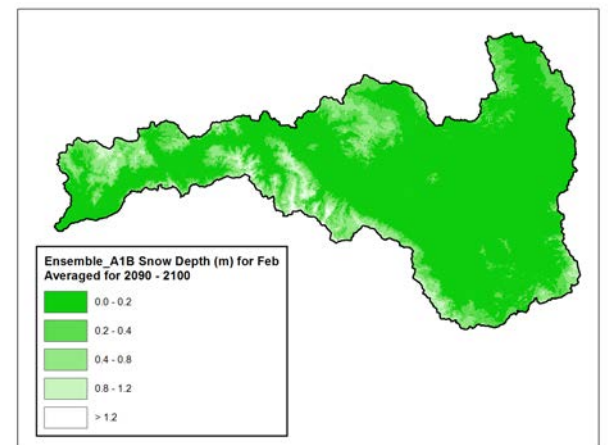 Ensemble_A1B Snow Depth (m) for Feb
Averaged for 2090 - 2100
0.0 - 0.2
0.2 - 0.4
0.4 - 0.8
0.8 - 1.2
> 1.2